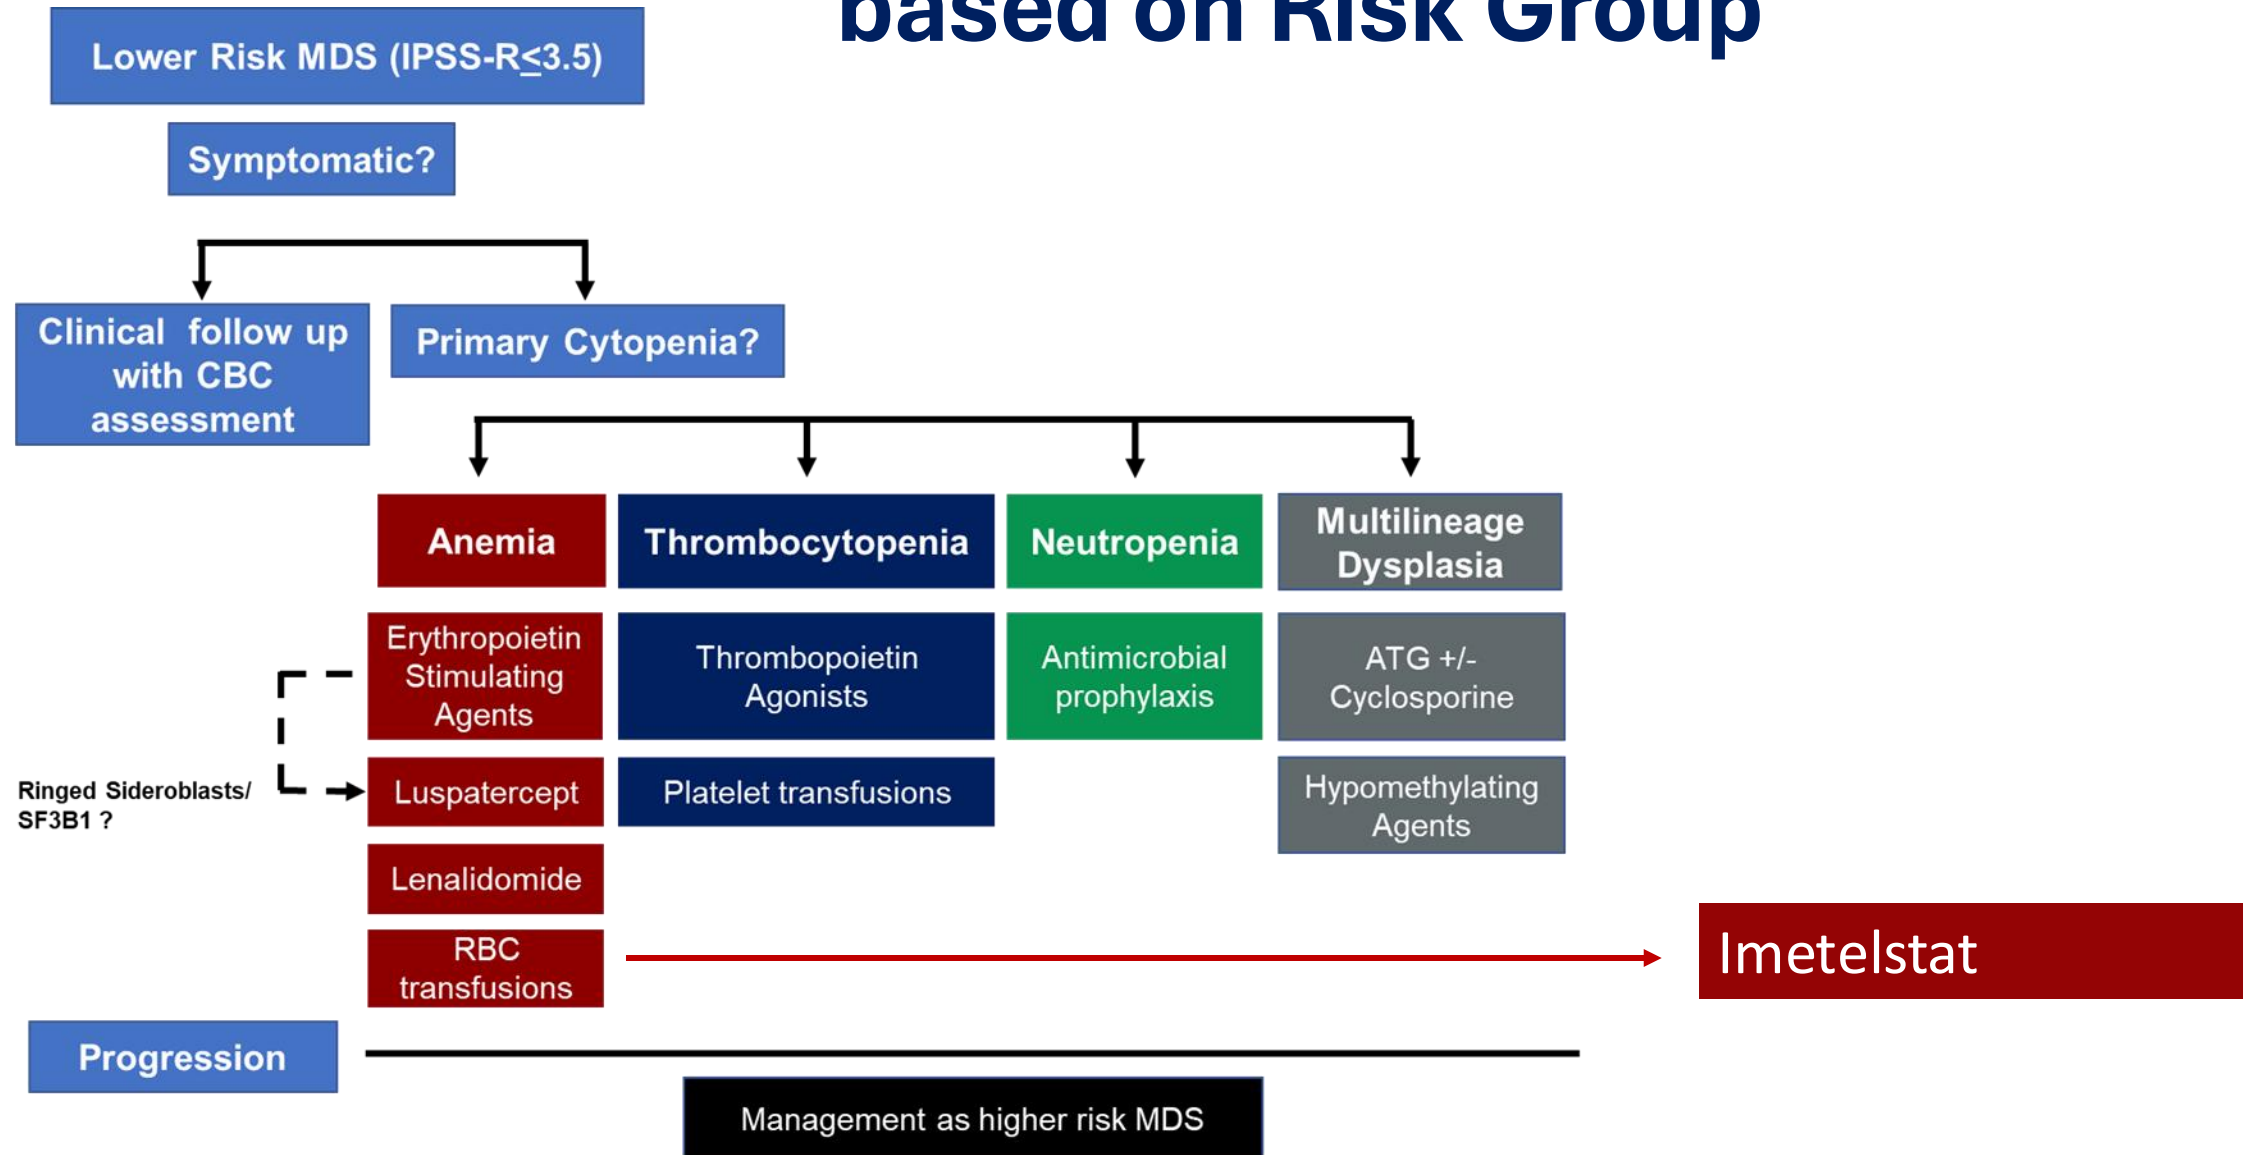 based on Risk Group
Lower Risk MDS (IPSS-R≤3.5)
Symptomatic?
Clinical follow up
with CBC
assessment
Primary Cytopenia?
Anemia
Thrombocytopenia
Neutropenia
Multilineage
Dysplasia
Erythropoietin
Stimulating
Agents
Thrombopoietin
Agonists
Antimicrobial
prophylaxis
ATG +/-
Cyclosporine
Ringed Sideroblasts/
SF3B1 ?
Luspatercept
Platelet transfusions
Hypomethylating
Agents
Lenalidomide
RBC
transfusions
Imetelstat
Progression
Management as higher risk MDS